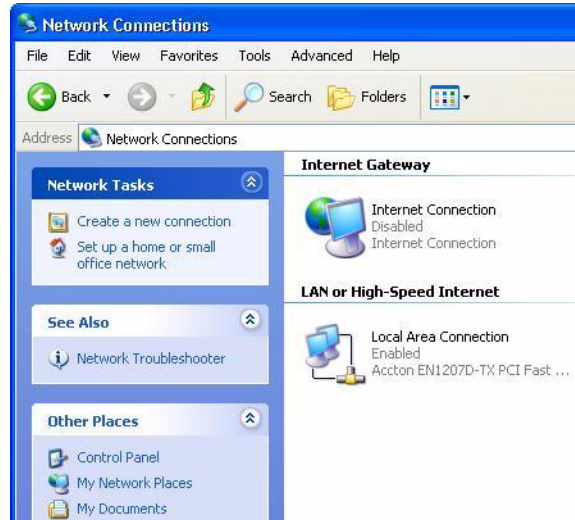 Network Connections
File Edit View Favorites Tools Advanced Help
Back Search Folders
Address Network Connections
Network Tasks
Create a new connection
Set up a home or small
office network
See Also
Network Troubleshooter
Other Places
Control Panel
My Network Places
My Documents
Internet Gateway
Internet Connection
Disabled
Internet Connection
LAN or High-Speed Internet
Local Area Connection
Enabled
Accton EN1207D-TX PCI Fast ...